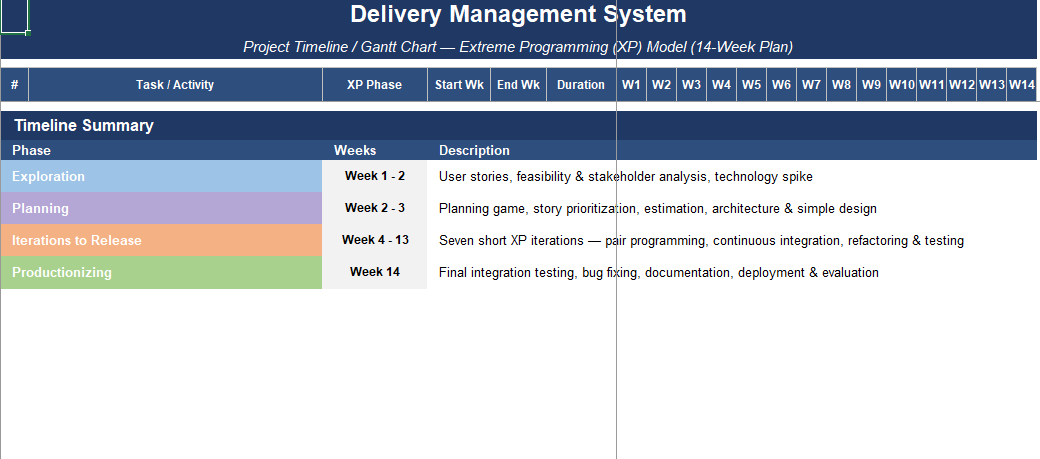 Delivery Management System
Project Timeline / Gantt Chart — Extreme Programming (XP) Model (14-Week Plan)
# Task / Activity XP Phase Start Wk End Wk Duration W1 W2 W3 W4 W5 W6 W7 W8 W9 W10 W11 W12 W13 W14
Timeline Summary
Phase Weeks Description
Exploration Week 1 - 2 User stories, feasibility & stakeholder analysis, technology spike
Planning Week 2 - 3 Planning game, story prioritization, estimation, architecture & simple design
Iterations to Release Week 4 - 13 Seven short XP iterations — pair programming, continuous integration, refactoring & testing
Productionizing Week 14 Final integration testing, bug fixing, documentation, deployment & evaluation